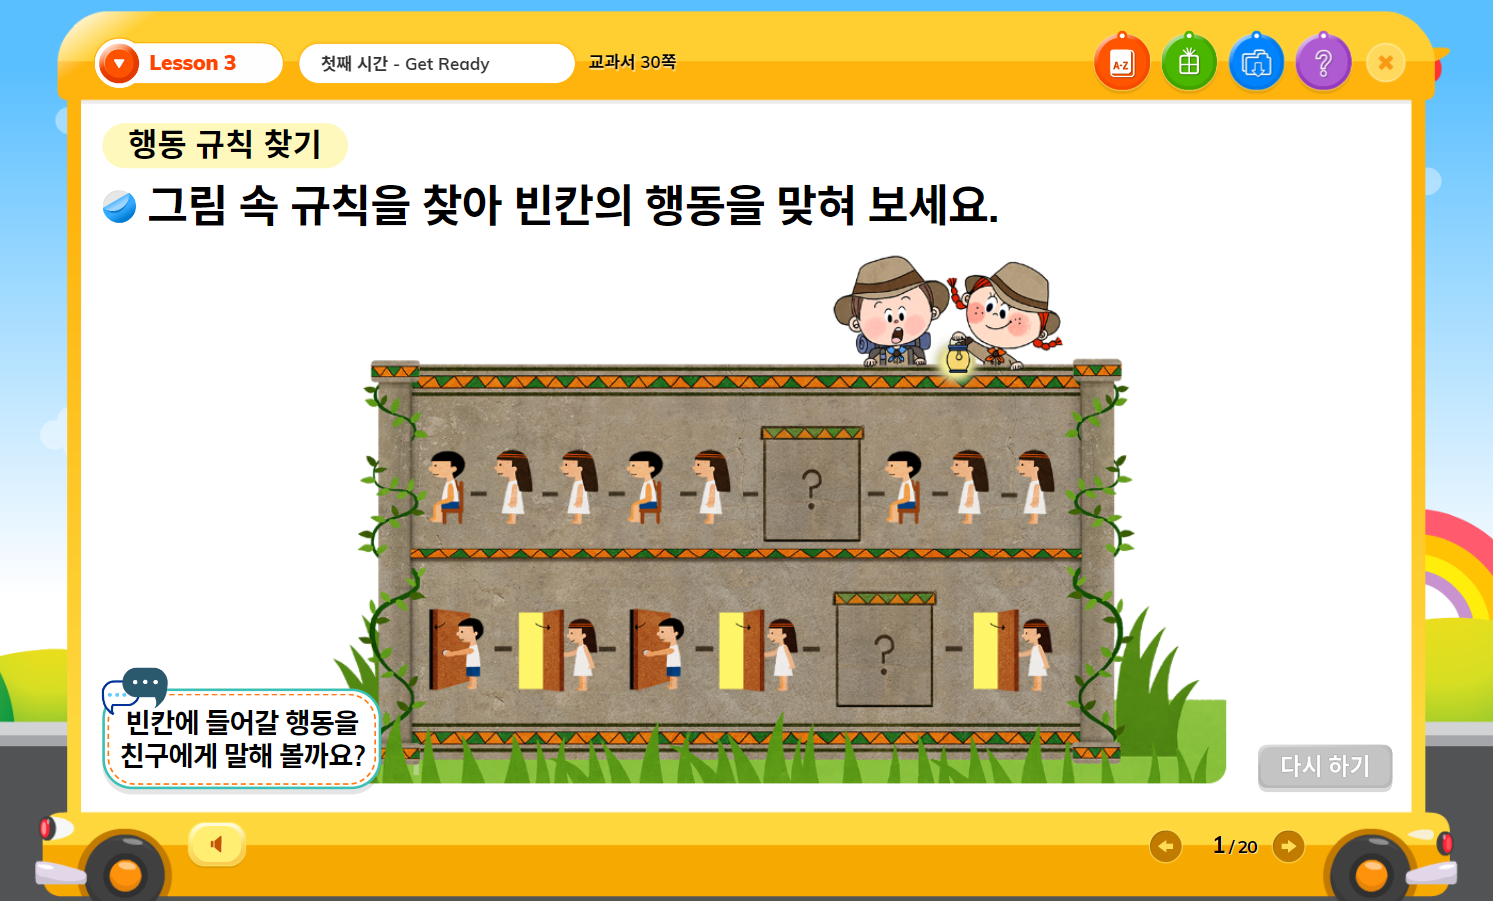 Lesson 3
첫째 시간 - Get Ready
교과서 30쪽
A-Z
?
행동 규칙 찾기
그림 속 규칙을 찾아 빈칸의 행동을 맞혀 보세요.
?
?
빈칸에 들어갈 행동을
친구에게 말해 볼까요?
다시 하기
1 / 20